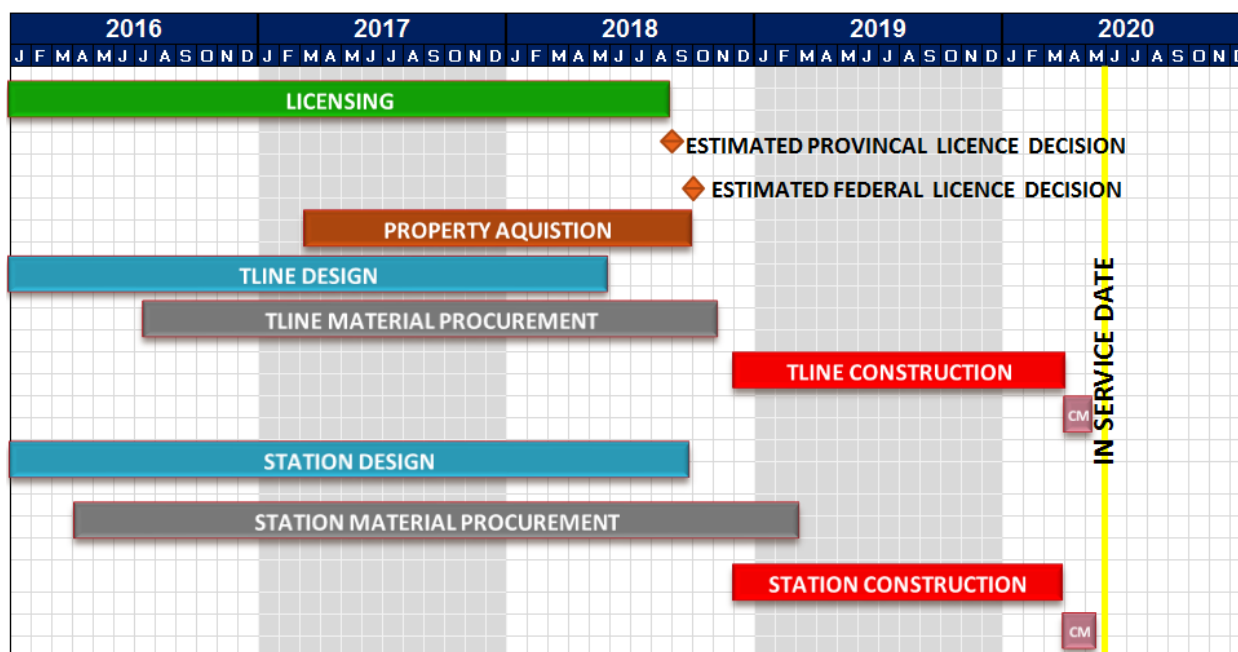 2016 2017 2018 2019 2020
J F M A M J J A S O N D J F M A M J J A S O N D J F M A M J J A S O N D J F M A M J J A S O N D J F M A M J J A S O N D
LICENSING
ESTIMATED PROVINCAL LICENCE DECISION
ESTIMATED FEDERAL LICENCE DECISION
PROPERTY AQUISTION
TLINE DESIGN
TLINE MATERIAL PROCUREMENT
TLINE CONSTRUCTION
CM
IN SERVICE DATE
STATION DESIGN
STATION MATERIAL PROCUREMENT
STATION CONSTRUCTION
CM